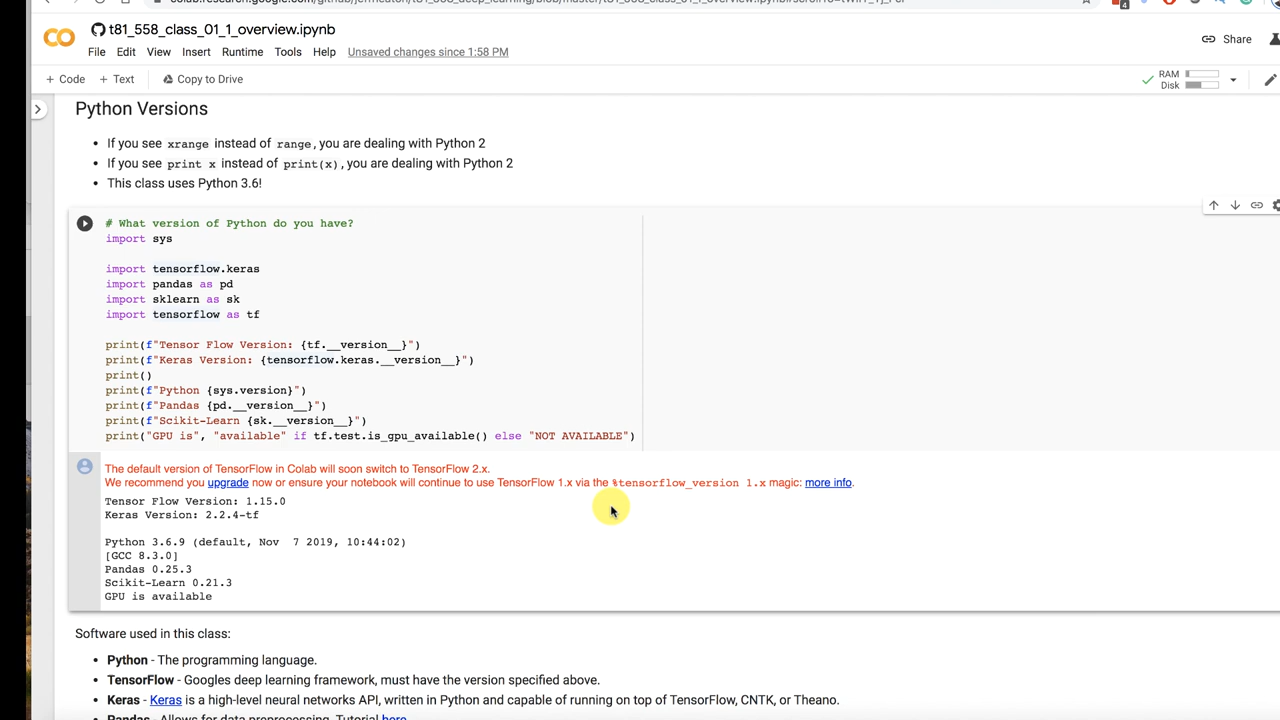 t81_558_class_01_1_overview.ipynb
File Edit View Insert Runtime Tools Help Unsaved changes since 1:58 PM
Share
+ Code + Text Copy to Drive
RAM
Disk
4
Python Versions
• If you see xrange instead of range, you are dealing with Python 2
• If you see print x instead of print(x), you are dealing with Python 2
• This class uses Python 3.6!
# What version of Python do you have?
import sys
import tensorflow.keras
import pandas as pd
import sklearn as sk
import tensorflow as tf
print(f"Tensor Flow Version: {tf.__version__}")
print(f"Keras Version: {tensorflow.keras.__version__}")
print()
print(f"Python {sys.version}")
print(f"Pandas {pd.__version__}")
print(f"Scikit-Learn {sk.__version__}")
print("GPU is", "available" if tf.test.is_gpu_available() else "NOT AVAILABLE")
The default version of TensorFlow in Colab will soon switch to TensorFlow 2.x.
We recommend you upgrade now or ensure your notebook will continue to use TensorFlow 1.x via the %tensorflow_version 1.x magic: more info.
Tensor Flow Version: 1.15.0
Keras Version: 2.2.4-tf
Python 3.6.9 (default, Nov 7 2019, 10:44:02)
[GCC 8.3.0]
Pandas 0.25.3
Scikit-Learn 0.21.3
GPU is available
Software used in this class:
• Python - The programming language.
• TensorFlow - Googles deep learning framework, must have the version specified above.
• Keras - Keras is a high-level neural networks API, written in Python and capable of running on top of TensorFlow, CNTK, or Theano.
• Pandas - Allows for data preprocessing. Tutorial here